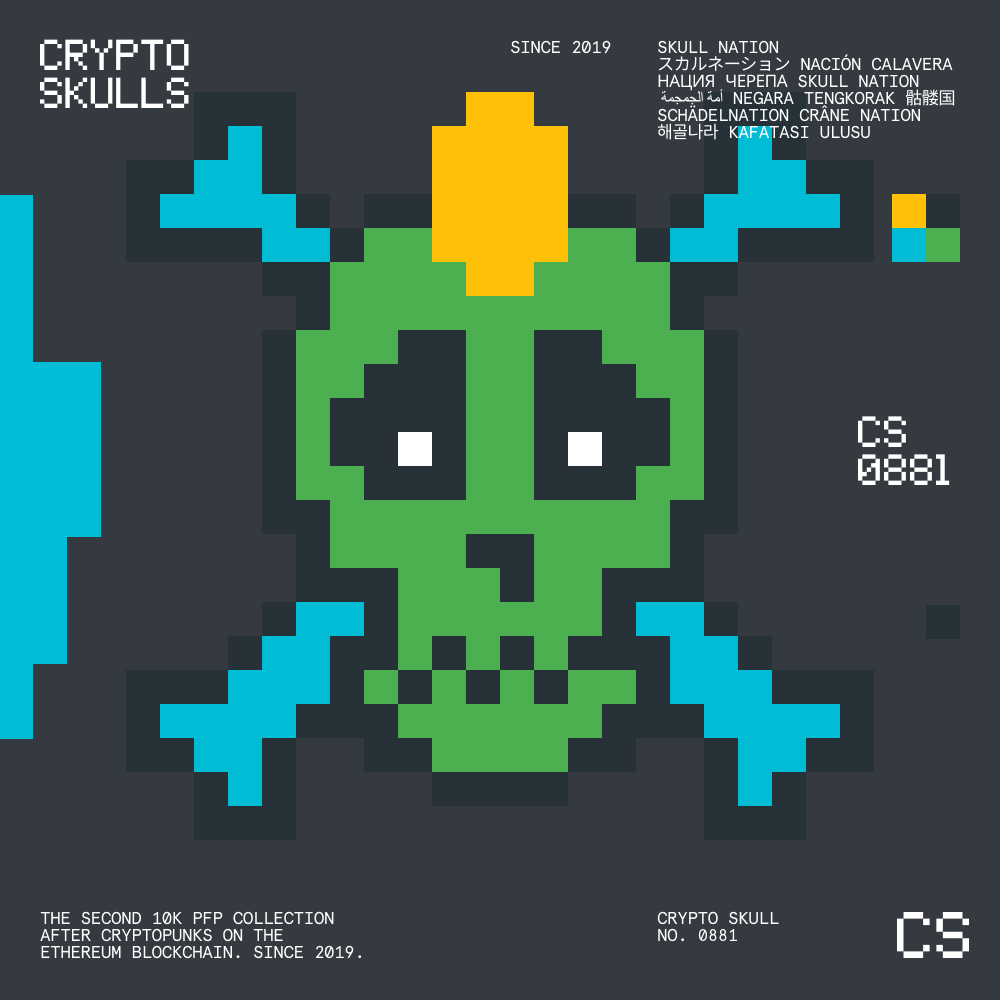 CRYPTO
SKULLS
SINCE 2019
SKULL NATION
スカルネーション NACIÓN CALAVERA
НАЦИЯ ЧЕРЕПА SKULL NATION
أمة الجمجمة NEGARA TENGKORAK 骷髅国
SCHÄDELNATION CRÂNE NATION
해골나라 KAFATASI ULUSU
CS
0881
THE SECOND 10K PFP COLLECTION
AFTER CRYPTOPUNKS ON THE
ETHEREUM BLOCKCHAIN. SINCE 2019.
CRYPTO SKULL
NO. 0881
CS